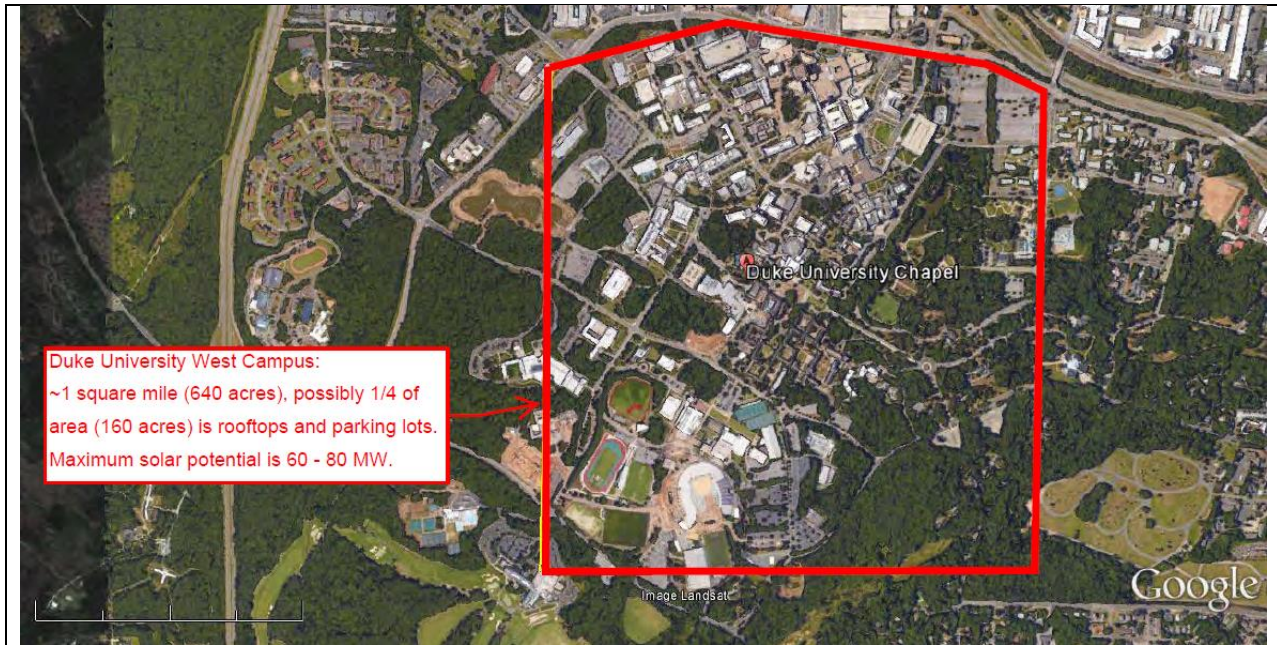 Duke University Chapel
Duke University West Campus:
~1 square mile (640 acres), possibly 1/4 of
area (160 acres) is rooftops and parking lots.
Maximum solar potential is 60 - 80 MW.
Image Landsat
Google